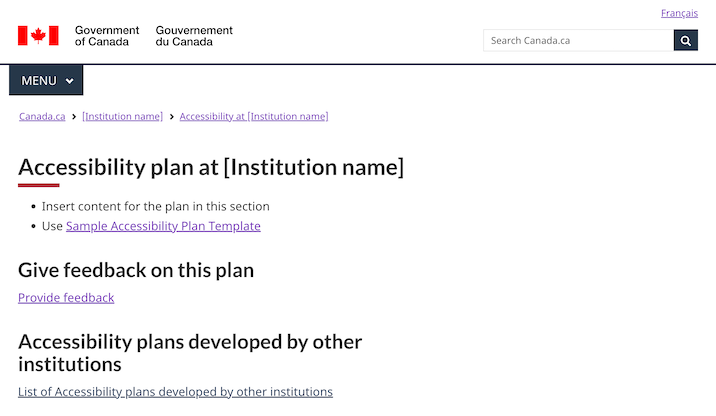 Français
Government Gouvernement
of Canada du Canada
Search Canada.ca
MENU
Canada.ca > [Institution name] > Accessibility at [Institution name]
Accessibility plan at [Institution name]
• Insert content for the plan in this section
• Use Sample Accessibility Plan Template
Give feedback on this plan
Provide feedback
Accessibility plans developed by other
institutions
List of Accessibility plans developed by other institutions